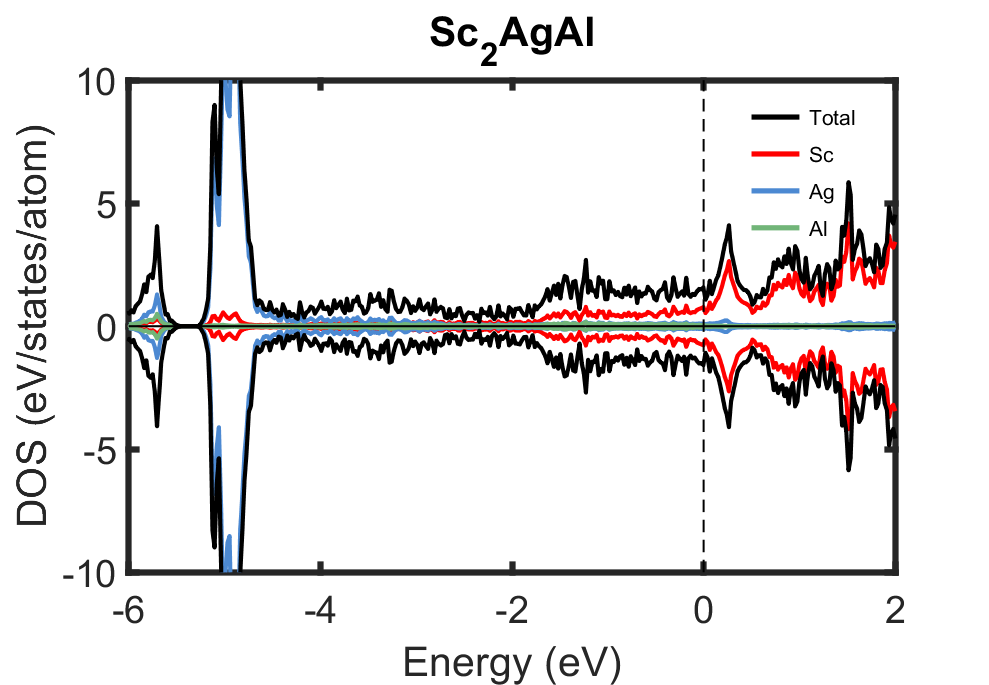 Sc2AgAl
10
5
0
-5
-10
DOS (eV/states/atom)
Total
Sc
Ag
Al
-6
-4
-2
0
2
Energy (eV)